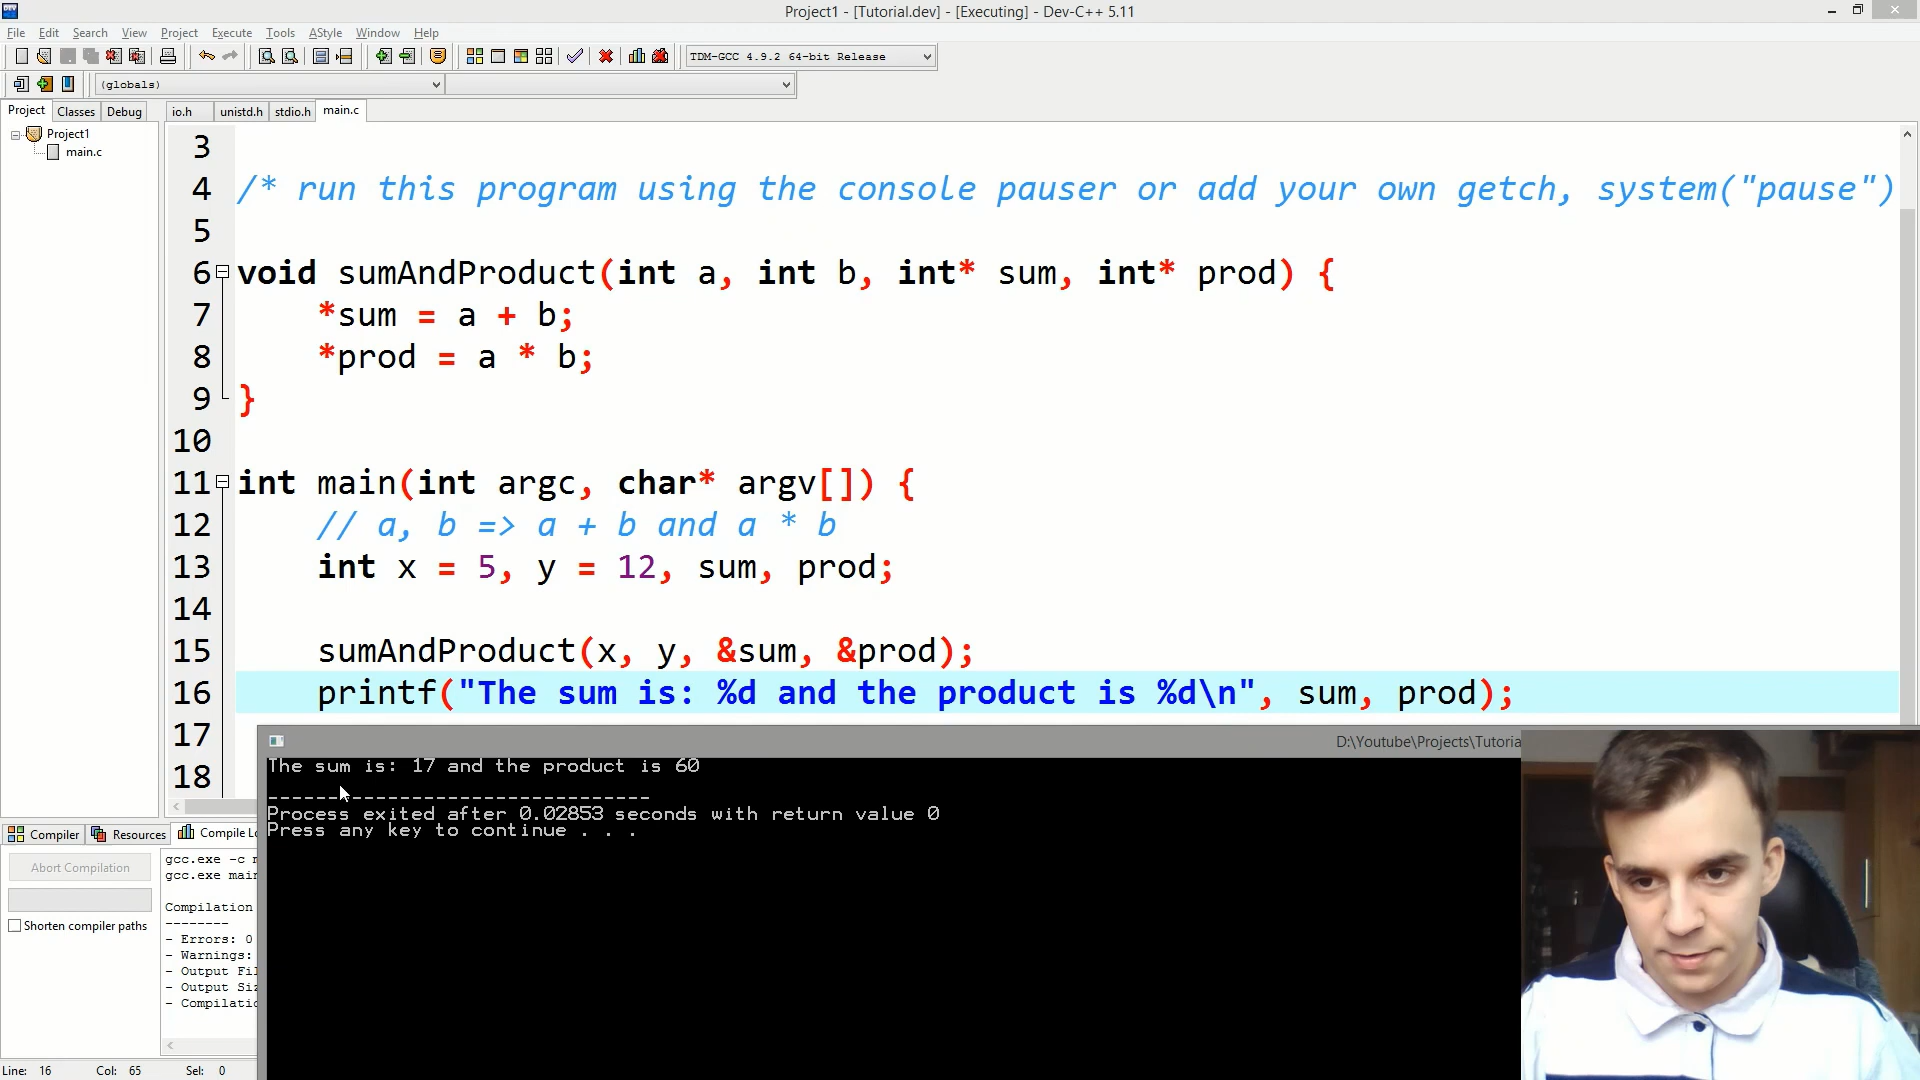 Project1 - [Tutorial.dev] - [Executing] - Dev-C++ 5.11
File Edit Search View Project Execute Tools AStyle Window Help
TDM-GCC 4.9.2 64-bit Release
(globals)
Project Classes Debug
io.h unistd.h stdio.h main.c
Project1
main.c
3
4 /* run this program using the console pauser or add your own getch, system("pause")
5
6 void sumAndProduct(int a, int b, int* sum, int* prod) {
7 *sum = a + b;
8 *prod = a * b;
9 }
10
11 int main(int argc, char* argv[]) {
12 // a, b => a + b and a * b
13 int x = 5, y = 12, sum, prod;
14
15 sumAndProduct(x, y, &sum, &prod);
16 printf("The sum is: %d and the product is %d\n", sum, prod);
17
18
D:\Youtube\Projects\Tutoria
The sum is: 17 and the product is 60
--------------------------------
Process exited after 0.02853 seconds with return value 0
Press any key to continue . . .
Compiler Resources Compile Lo
Abort Compilation
Shorten compiler paths
gcc.exe -c m
gcc.exe main
Compilation
--------
- Errors: 0
- Warnings:
- Output Fil
- Output Siz
- Compilatio
Line: 16 Col: 65 Sel: 0